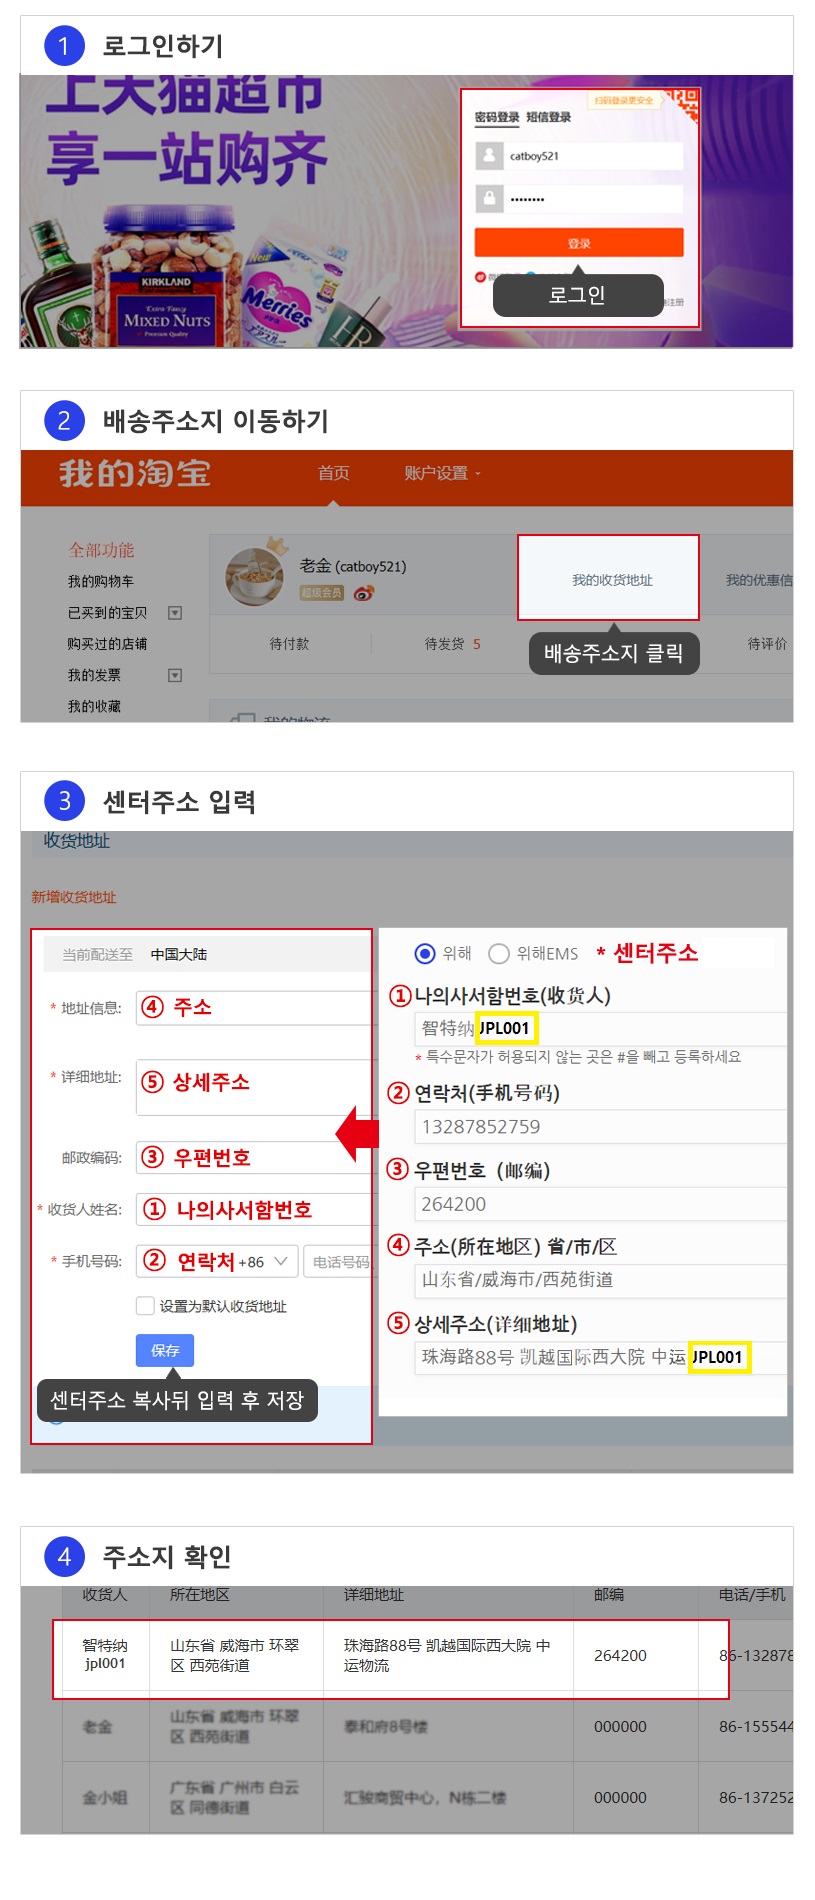 1 로그인하기
上天猫超市
享一站购齐
扫码登录更安全
密码登录 短信登录
catboy521
••••••••
登录
로그인
注册
KIRKLAND
Extra Fancy
MIXED NUTS
Premium Quality
New
Merries
HR
2 배송주소지 이동하기
我的淘宝 首页 账户设置
全部功能
我的购物车
已买到的宝贝
购买过的店铺
我的发票
我的收藏
老金 (catboy521)
超级会员
我的收货地址 我的优惠信
待付款 待发货 5 待评价
배송주소지 클릭
我的物流
3 센터주소 입력
收货地址
新增收货地址
当前配送至 中国大陆
* 地址信息: ④ 주소
* 详细地址: ⑤ 상세주소
邮政编码: ③ 우편번호
* 收货人姓名: ① 나의사서함번호
* 手机号码: ② 연락처 +86 电话号码
设置为默认收货地址
保存
센터주소 복사뒤 입력 후 저장
위해 위해EMS * 센터주소
① 나의사서함번호(收货人)
智特纳 JPL001
* 특수문자가 허용되지 않는 곳은 #을 빼고 등록하세요
② 연락처(手机号码)
13287852759
③ 우편번호 (邮编)
264200
④ 주소(所在地区) 省/市/区
山东省/威海市/西苑街道
⑤ 상세주소(详细地址)
珠海路88号 凯越国际西大院 中运 JPL001
4 주소지 확인
收货人 所在地区 详细地址 邮编 电话/手机
智特纳 山东省 威海市 环翠 珠海路88号 凯越国际西大院 中 264200 86-132878
jpl001 区 西苑街道 运物流
老金 山东省 威海市 环翠 泰和府8号楼 000000 86-155544
区 西苑街道
金小姐 广东省 广州市 白云 汇骏商贸中心，N栋二楼 000000 86-137252
区 同德街道